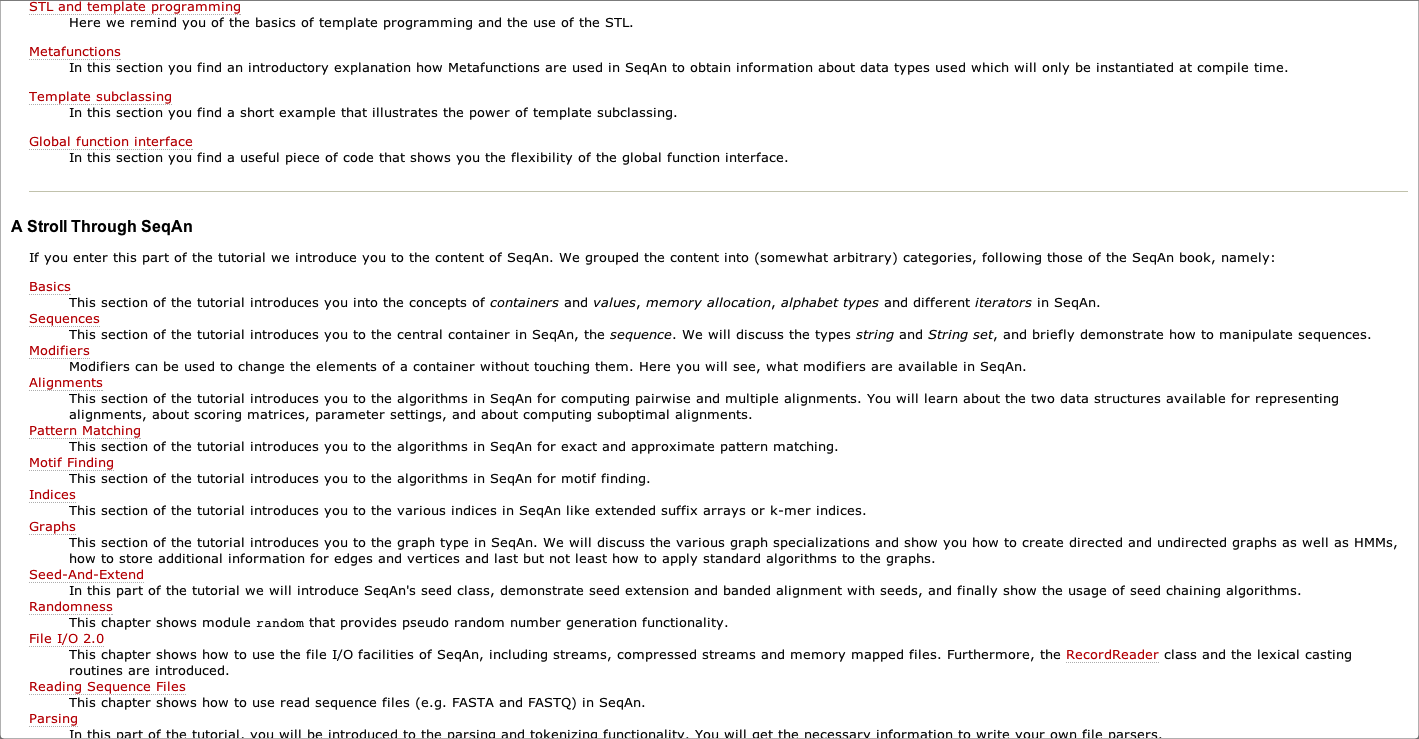 STL and template programming
Here we remind you of the basics of template programming and the use of the STL.
Metafunctions
In this section you find an introductory explanation how Metafunctions are used in SeqAn to obtain information about data types used which will only be instantiated at compile time.
Template subclassing
In this section you find a short example that illustrates the power of template subclassing.
Global function interface
In this section you find a useful piece of code that shows you the flexibility of the global function interface.
A Stroll Through SeqAn
If you enter this part of the tutorial we introduce you to the content of SeqAn. We grouped the content into (somewhat arbitrary) categories, following those of the SeqAn book, namely:
Basics
This section of the tutorial introduces you into the concepts of containers and values, memory allocation, alphabet types and different iterators in SeqAn.
Sequences
This section of the tutorial introduces you to the central container in SeqAn, the sequence. We will discuss the types string and String set, and briefly demonstrate how to manipulate sequences.
Modifiers
Modifiers can be used to change the elements of a container without touching them. Here you will see, what modifiers are available in SeqAn.
Alignments
This section of the tutorial introduces you to the algorithms in SeqAn for computing pairwise and multiple alignments. You will learn about the two data structures available for representing
alignments, about scoring matrices, parameter settings, and about computing suboptimal alignments.
Pattern Matching
This section of the tutorial introduces you to the algorithms in SeqAn for exact and approximate pattern matching.
Motif Finding
This section of the tutorial introduces you to the algorithms in SeqAn for motif finding.
Indices
This section of the tutorial introduces you to the various indices in SeqAn like extended suffix arrays or k-mer indices.
Graphs
This section of the tutorial introduces you to the graph type in SeqAn. We will discuss the various graph specializations and show you how to create directed and undirected graphs as well as HMMs,
how to store additional information for edges and vertices and last but not least how to apply standard algorithms to the graphs.
Seed-And-Extend
In this part of the tutorial we will introduce SeqAn's seed class, demonstrate seed extension and banded alignment with seeds, and finally show the usage of seed chaining algorithms.
Randomness
This chapter shows module random that provides pseudo random number generation functionality.
File I/O 2.0
This chapter shows how to use the file I/O facilities of SeqAn, including streams, compressed streams and memory mapped files. Furthermore, the RecordReader class and the lexical casting
routines are introduced.
Reading Sequence Files
This chapter shows how to use read sequence files (e.g. FASTA and FASTQ) in SeqAn.
Parsing
In this part of the tutorial, you will be introduced to the parsing and tokenizing functionality. You will get the necessary information to write your own file parsers.